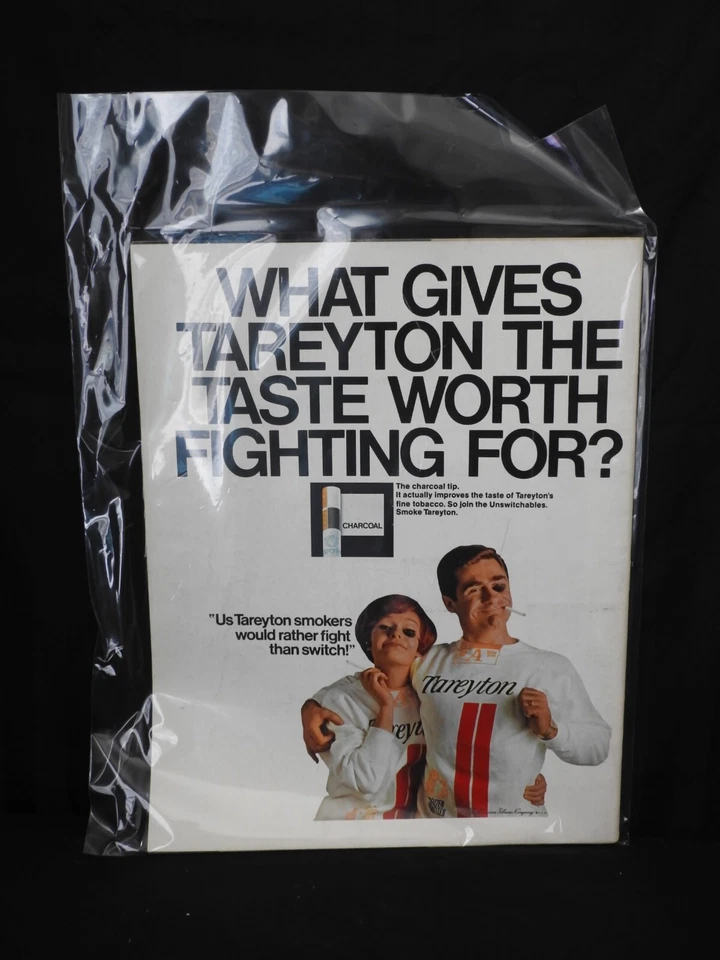 WHAT GIVES
TAREYTON THE
TASTE WORTH
FIGHTING FOR?
The charcoal tip.
It actually improves the taste of Tareyton's
fine tobacco. So join the Unswitchables.
Smoke Tareyton.
CHARCOAL
"Us Tareyton smokers
would rather fight
than switch!"
Tareyton
Tareyt